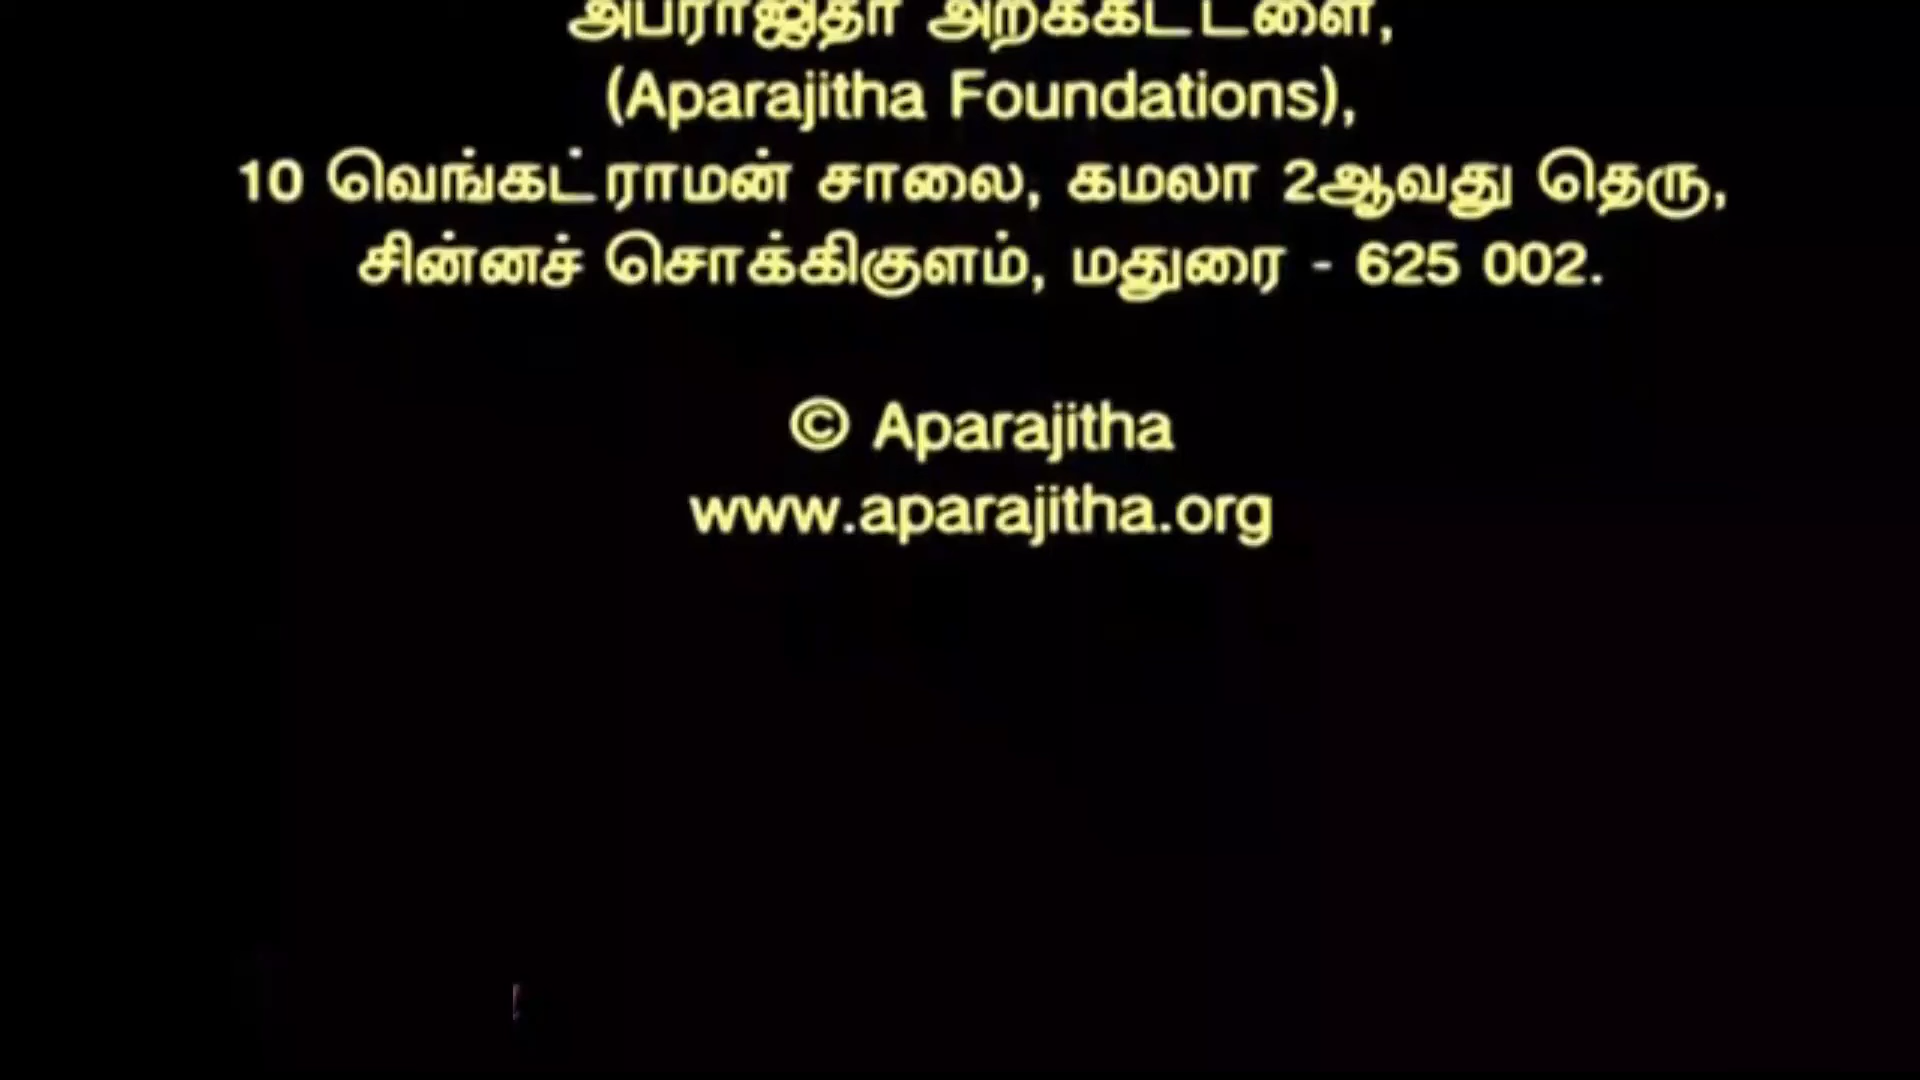 அபராஜிதா அறக்கட்டளை,
(Aparajitha Foundations),
10 வெங்கட்ராமன் சாலை, கமலா 2ஆவது தெரு,
சின்னச் சொக்கிகுளம், மதுரை - 625 002.
© Aparajitha
www.aparajitha.org